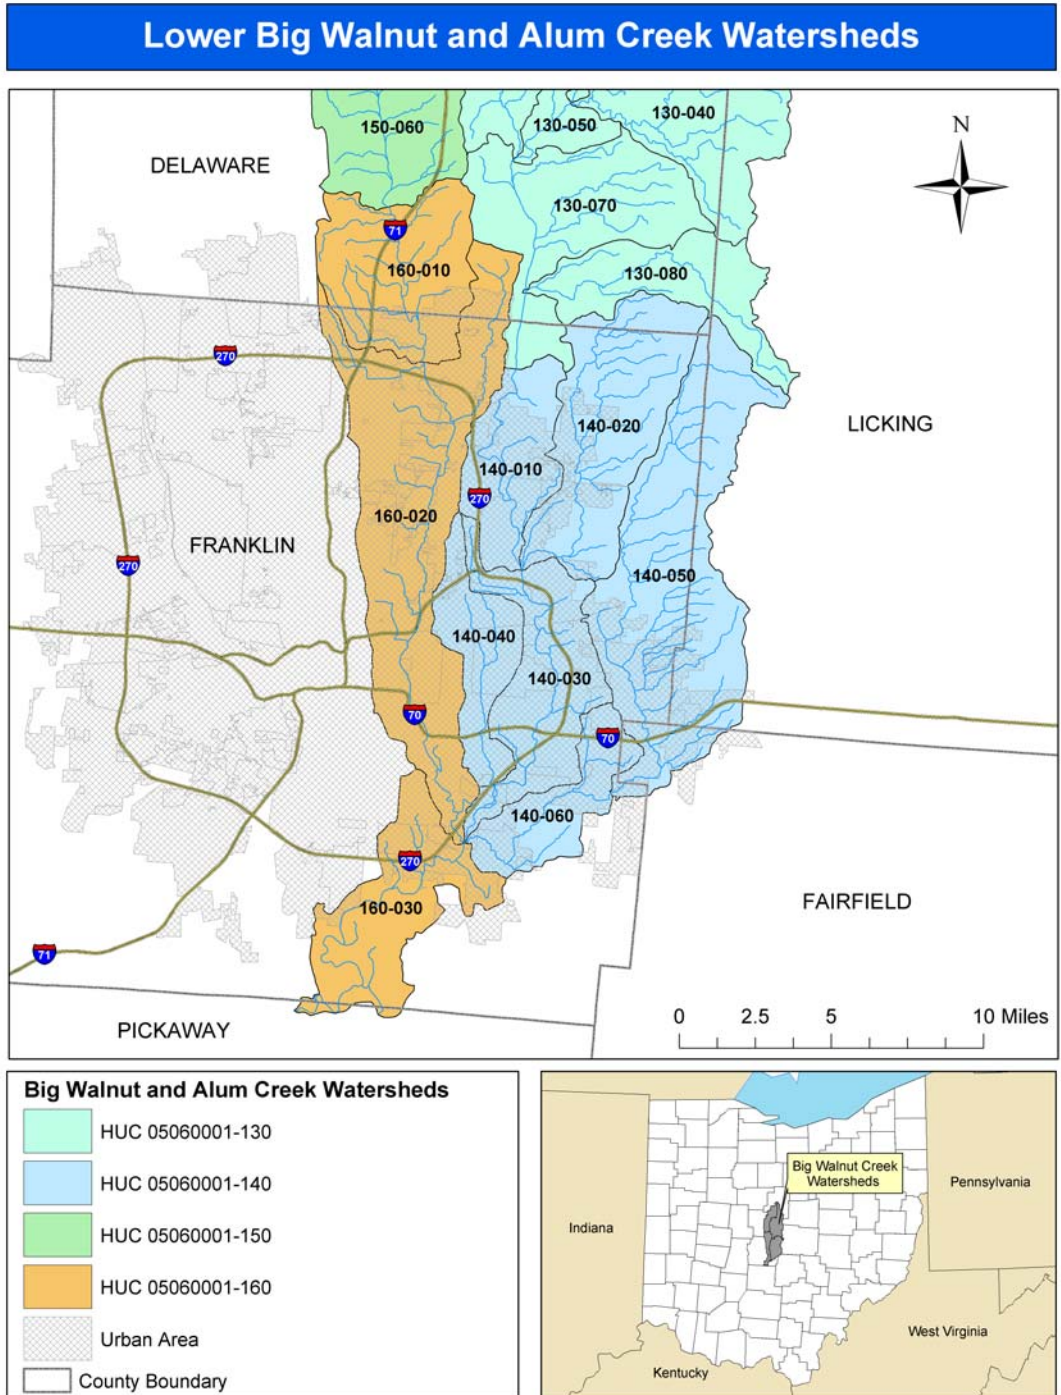 Lower Big Walnut and Alum Creek Watersheds
150-060
130-050
130-040
DELAWARE
N
130-070
71
160-010
130-080
270
140-020
LICKING
140-010
270
160-020
FRANKLIN
270
140-050
140-040
140-030
70
70
140-060
270
160-030
FAIRFIELD
71
0 2.5 5 10 Miles
PICKAWAY
Big Walnut and Alum Creek Watersheds
HUC 05060001-130
HUC 05060001-140
HUC 05060001-150
HUC 05060001-160
Urban Area
County Boundary
Big Walnut Creek
Watersheds
Pennsylvania
Indiana
West Virginia
Kentucky